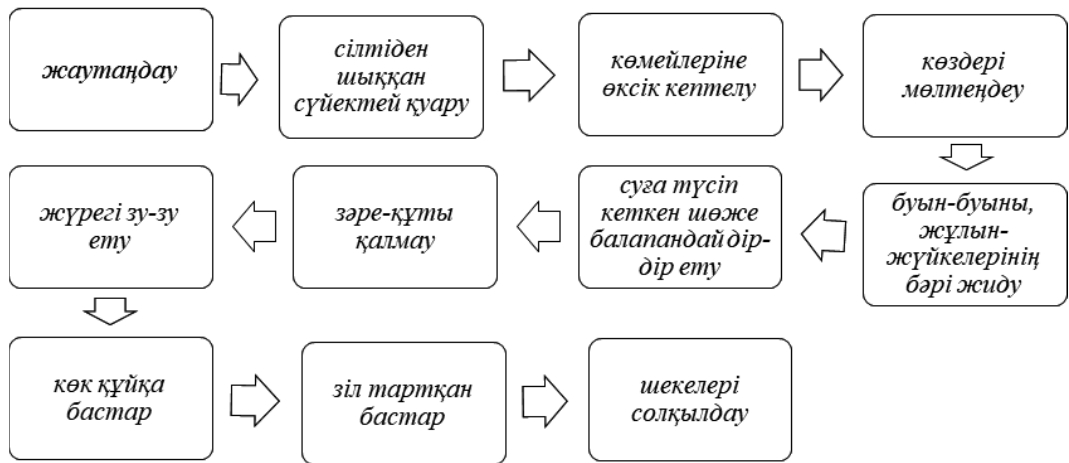 жаутаңдау
сілтіден
шыққан
сүйектей қуару
көмейлеріне
өксік кептелу
көздері
мөлтеңдеу
буын-буыны,
жұлын-
жүйкелерінің
бәрі жиду
суға түсіп
кеткен шөже
балапандай дір-
дір ету
зәре-құты
қалмау
жүрегі зу-зу
ету
көк құйқа
бастар
зіл тартқан
бастар
шекелері
солқылдау